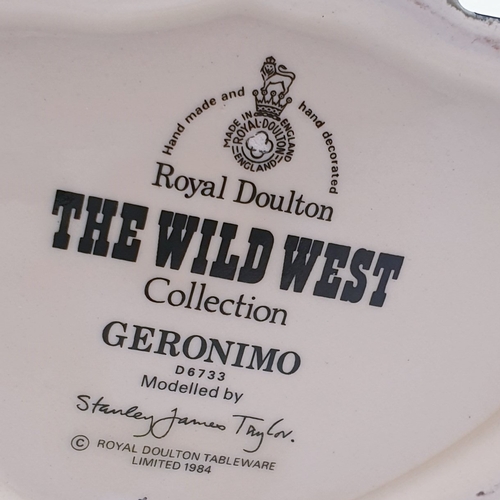 Hand made and hand decorated
MADE IN ENGLAND
ROYAL·DOULTON
ENGLAND
Royal Doulton
THE WILD WEST
Collection
GERONIMO
D6733
Modelled by
Stanley James Taylor.
© ROYAL DOULTON TABLEWARE
LIMITED 1984